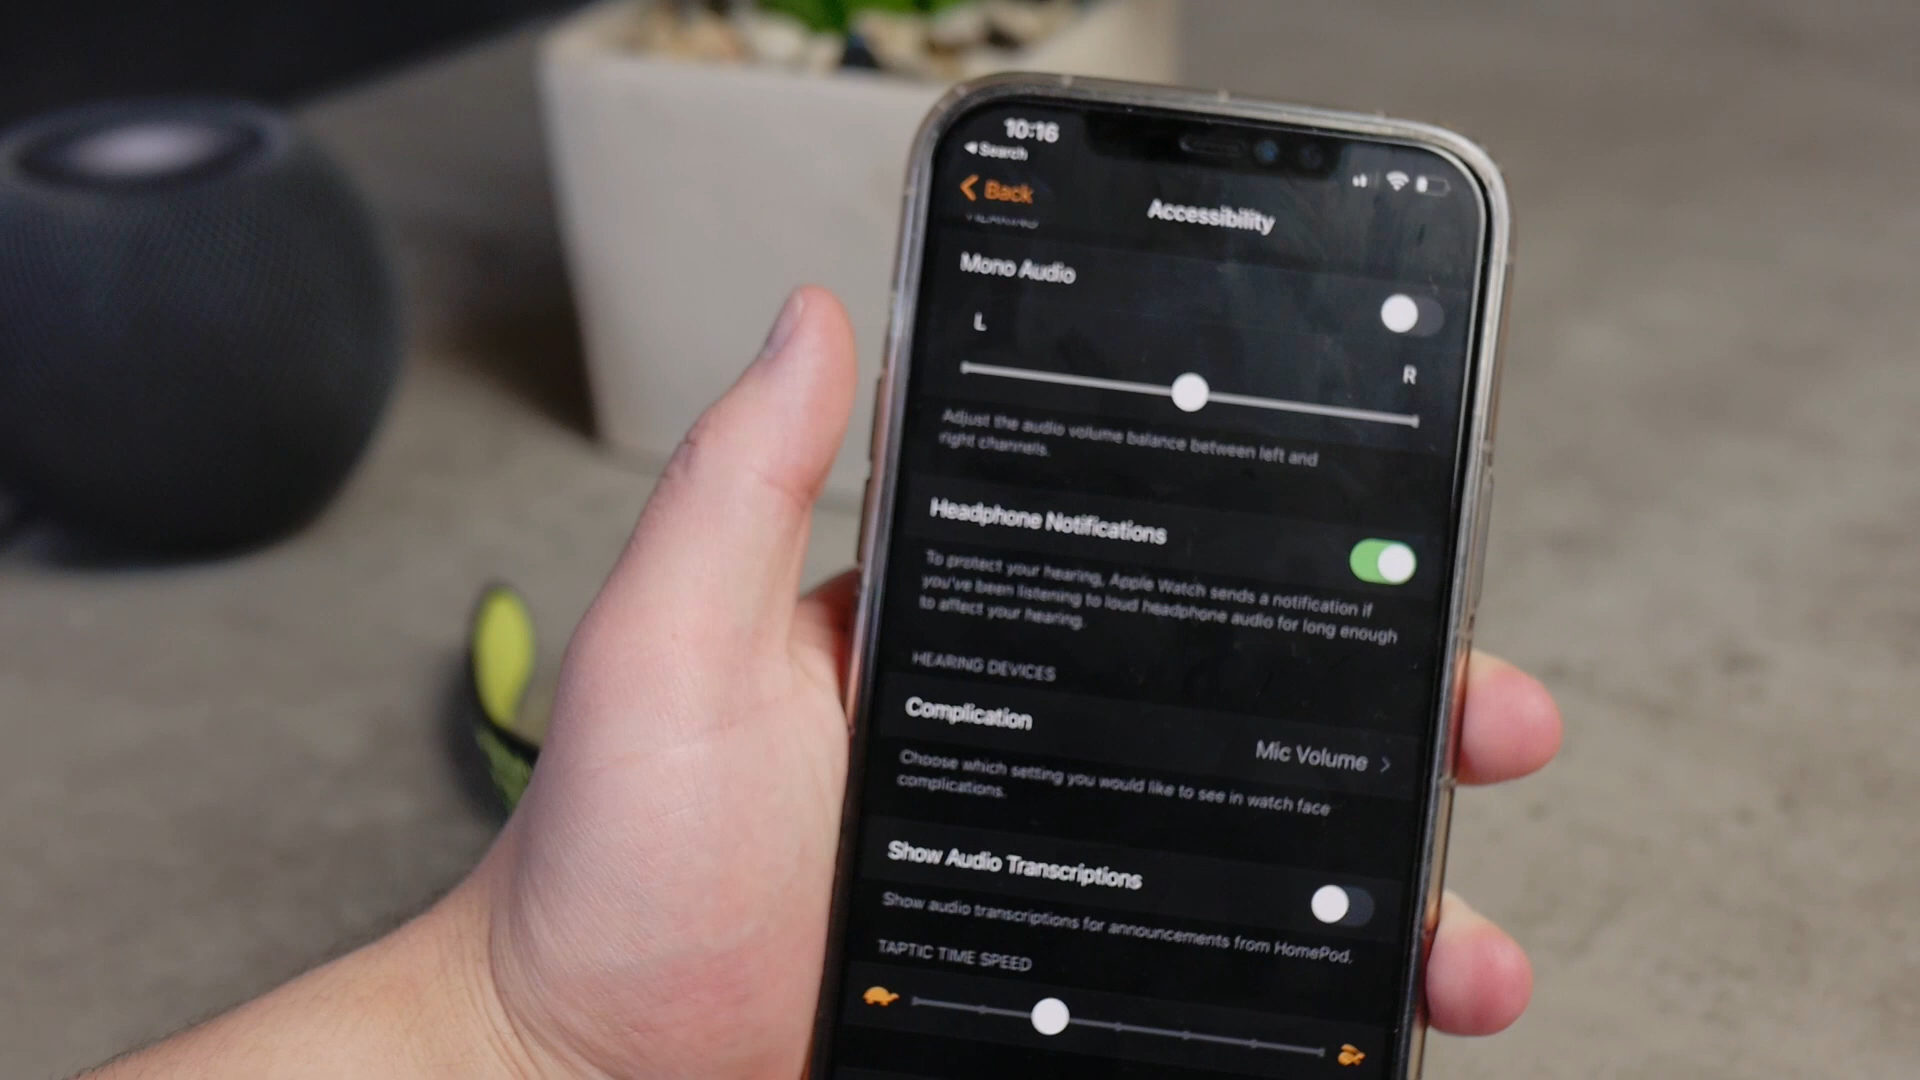 10:16
◀ Search
Back
Accessibility
HEARING
Mono Audio
L
R
Adjust the audio volume balance between left and
right channels.
Headphone Notifications
To protect your hearing, Apple Watch sends a notification if
you've been listening to loud headphone audio for long enough
to affect your hearing.
HEARING DEVICES
Complication
Mic Volume
Choose which setting you would like to see in watch face
complications.
Show Audio Transcriptions
Show audio transcriptions for announcements from HomePod.
TAPTIC TIME SPEED